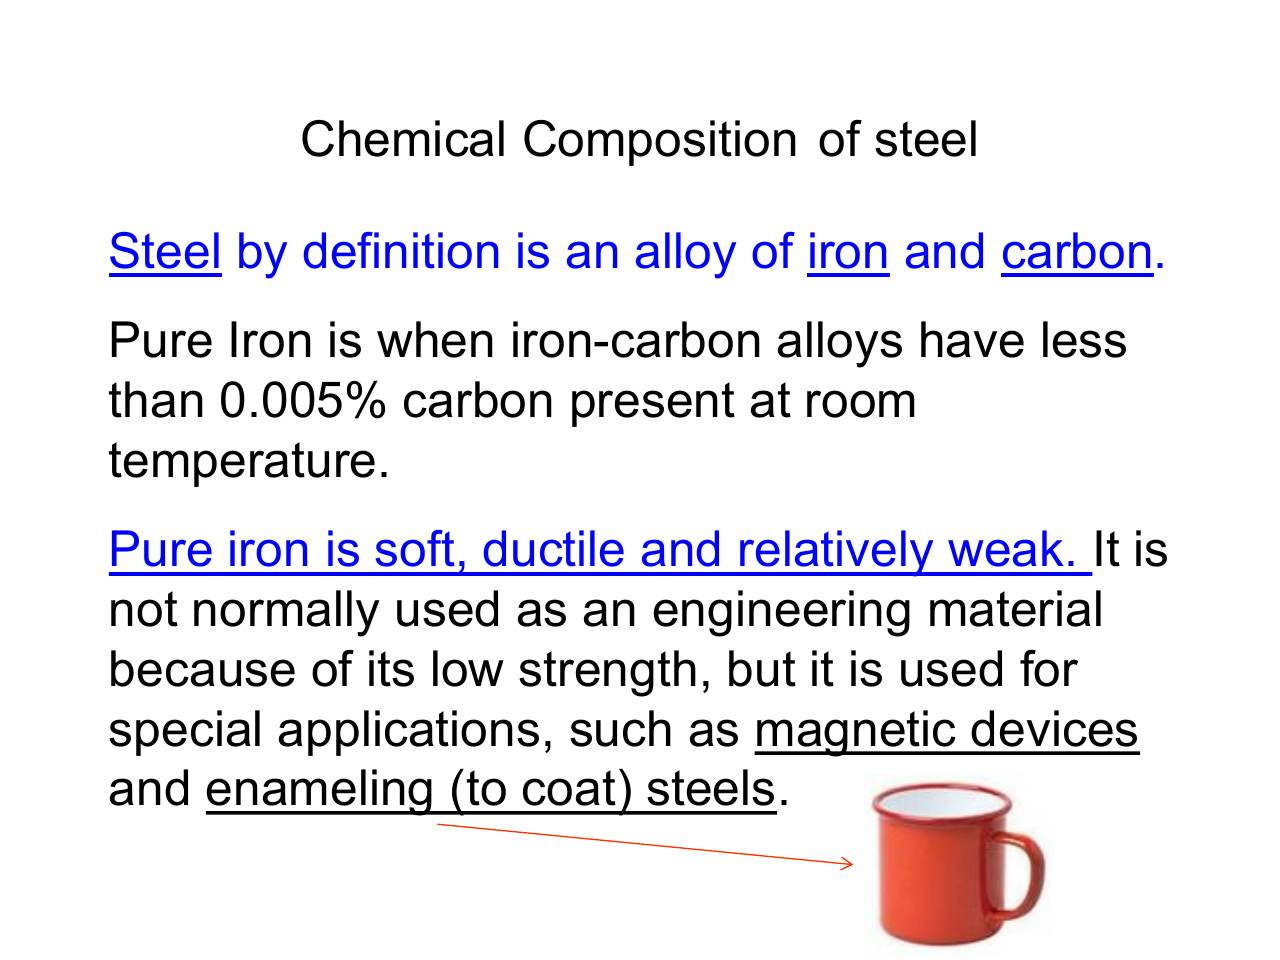 Chemical Composition of steel
Steel by definition is an alloy of iron and carbon.
Pure Iron is when iron-carbon alloys have less
than 0.005% carbon present at room
temperature.
Pure iron is soft, ductile and relatively weak. It is
not normally used as an engineering material
because of its low strength, but it is used for
special applications, such as magnetic devices
and enameling (to coat) steels.